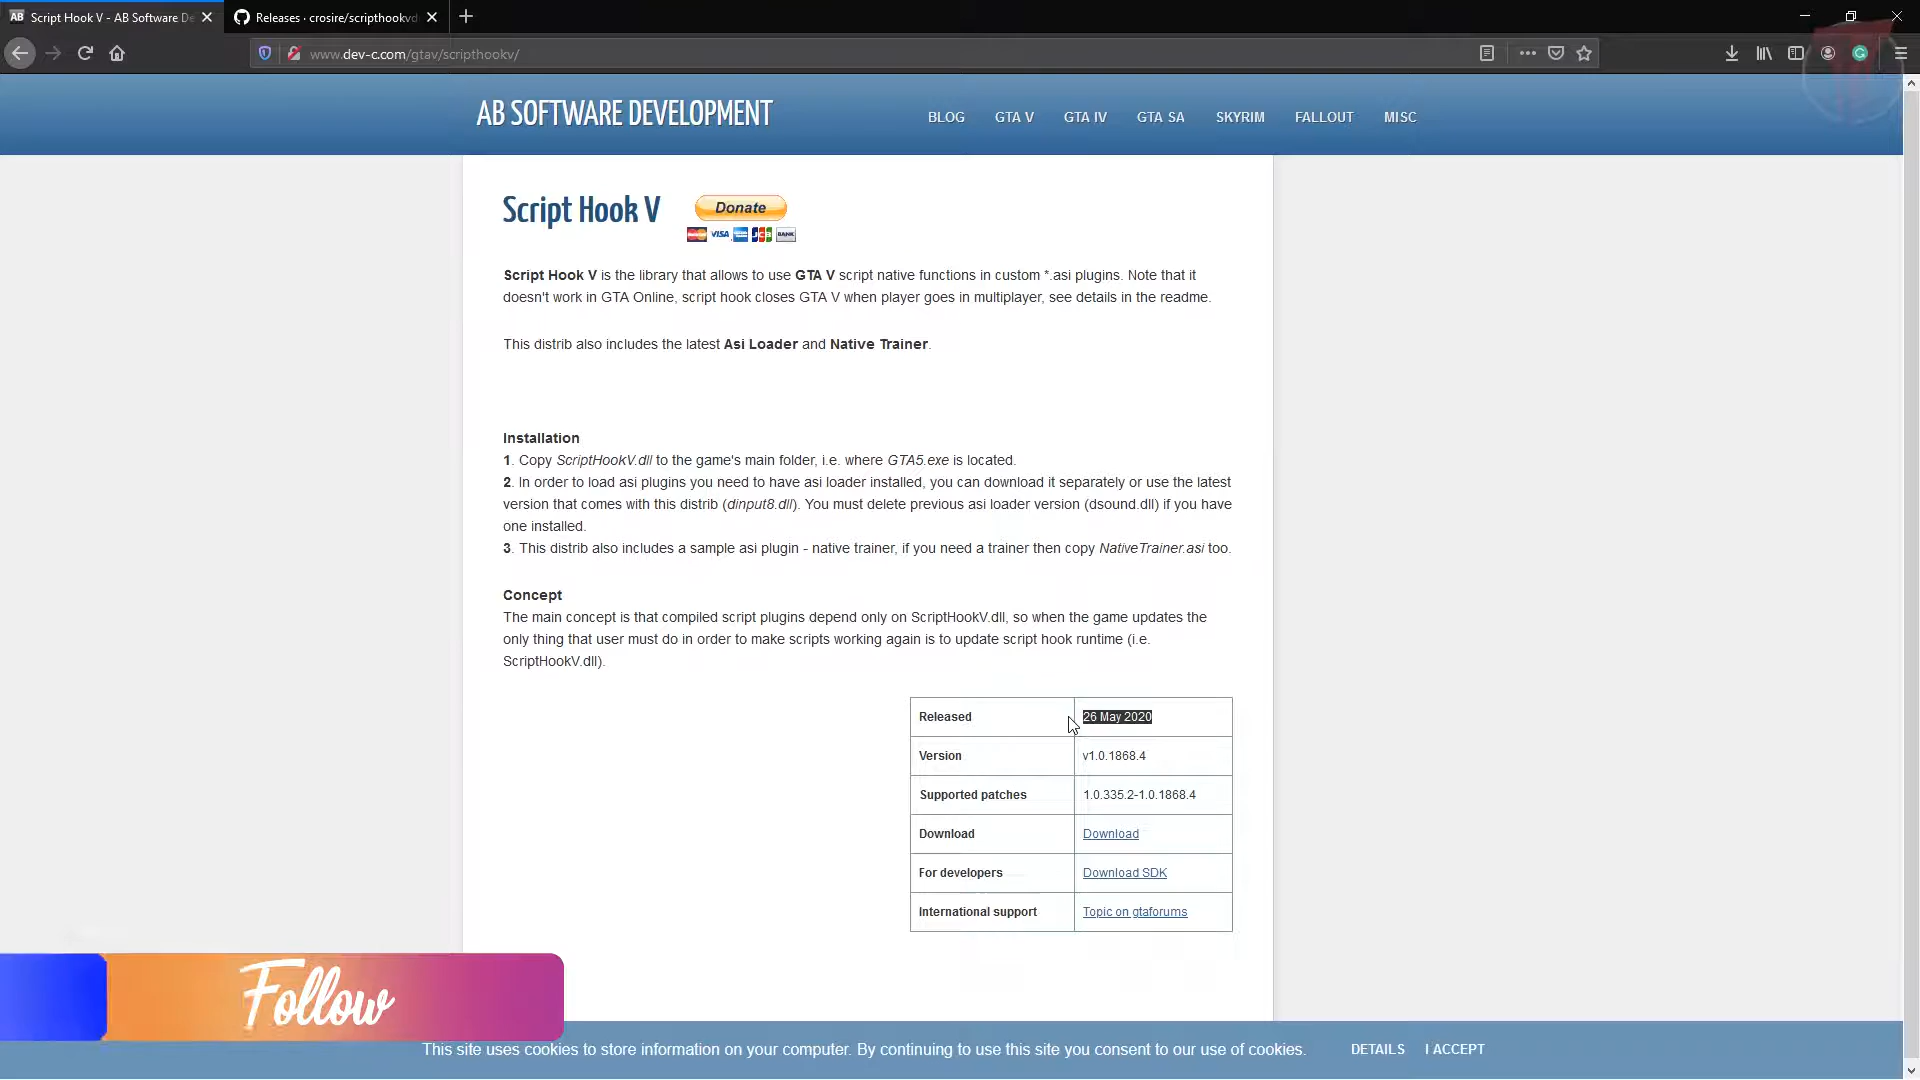 AB Script Hook V - AB Software De
Releases · crosire/scripthookvd
www.dev-c.com/gtav/scripthookv/
AB SOFTWARE DEVELOPMENT
BLOG GTA V GTA IV GTA SA SKYRIM FALLOUT MISC
Script Hook V
Donate
VISA JCB BANK
Script Hook V is the library that allows to use GTA V script native functions in custom *.asi plugins. Note that it
doesn't work in GTA Online, script hook closes GTA V when player goes in multiplayer, see details in the readme.
This distrib also includes the latest Asi Loader and Native Trainer.
Installation
1. Copy ScriptHookV.dll to the game's main folder, i.e. where GTA5.exe is located.
2. In order to load asi plugins you need to have asi loader installed, you can download it separately or use the latest
version that comes with this distrib (dinput8.dll). You must delete previous asi loader version (dsound.dll) if you have
one installed.
3. This distrib also includes a sample asi plugin - native trainer, if you need a trainer then copy NativeTrainer.asi too.
Concept
The main concept is that compiled script plugins depend only on ScriptHookV.dll, so when the game updates the
only thing that user must do in order to make scripts working again is to update script hook runtime (i.e.
ScriptHookV.dll).
Released 26 May 2020
Version v1.0.1868.4
Supported patches 1.0.335.2-1.0.1868.4
Download Download
For developers Download SDK
International support Topic on gtaforums
Follow
This site uses cookies to store information on your computer. By continuing to use this site you consent to our use of cookies. DETAILS I ACCEPT